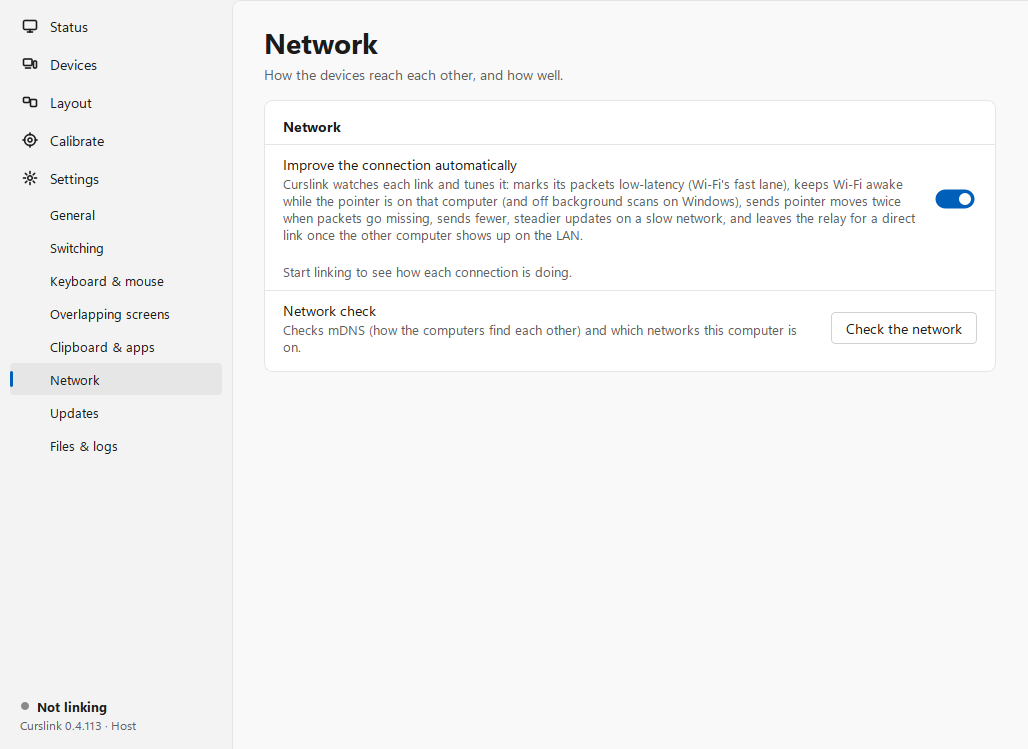 Status
Devices
Layout
Calibrate
Settings
General
Switching
Keyboard & mouse
Overlapping screens
Clipboard & apps
Network
Updates
Files & logs
Not linking
Curslink 0.4.113 · Host
Network
How the devices reach each other, and how well.
Network
Improve the connection automatically
Curslink watches each link and tunes it: marks its packets low-latency (Wi-Fi's fast lane), keeps Wi-Fi awake
while the pointer is on that computer (and off background scans on Windows), sends pointer moves twice
when packets go missing, sends fewer, steadier updates on a slow network, and leaves the relay for a direct
link once the other computer shows up on the LAN.
Start linking to see how each connection is doing.
Network check
Checks mDNS (how the computers find each other) and which networks this computer is
on.
Check the network